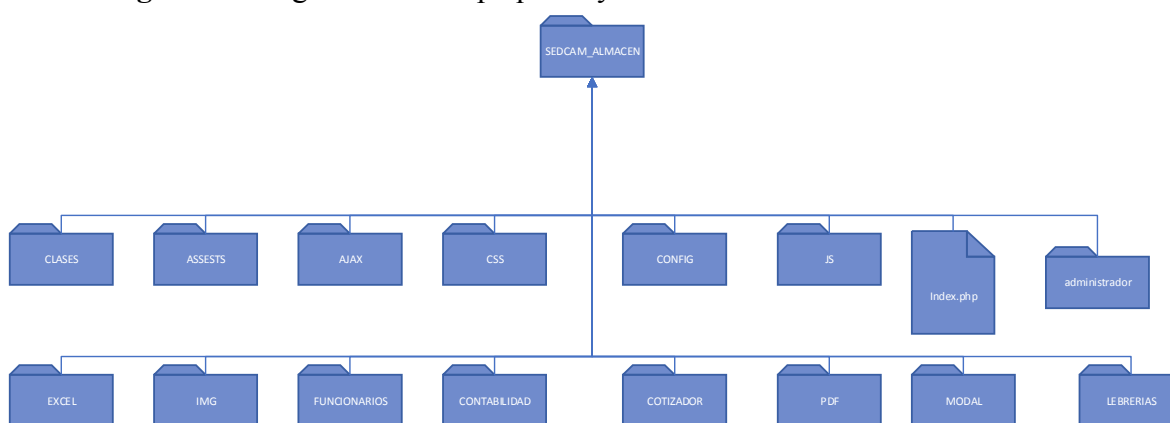 SEDCAM_ALMACEN
CLASES ASSESTS AJAX CSS CONFIG JS Index.php administrador
EXCEL IMG FUNCIONARIOS CONTABILIDAD COTIZADOR PDF MODAL LEBRERIAS